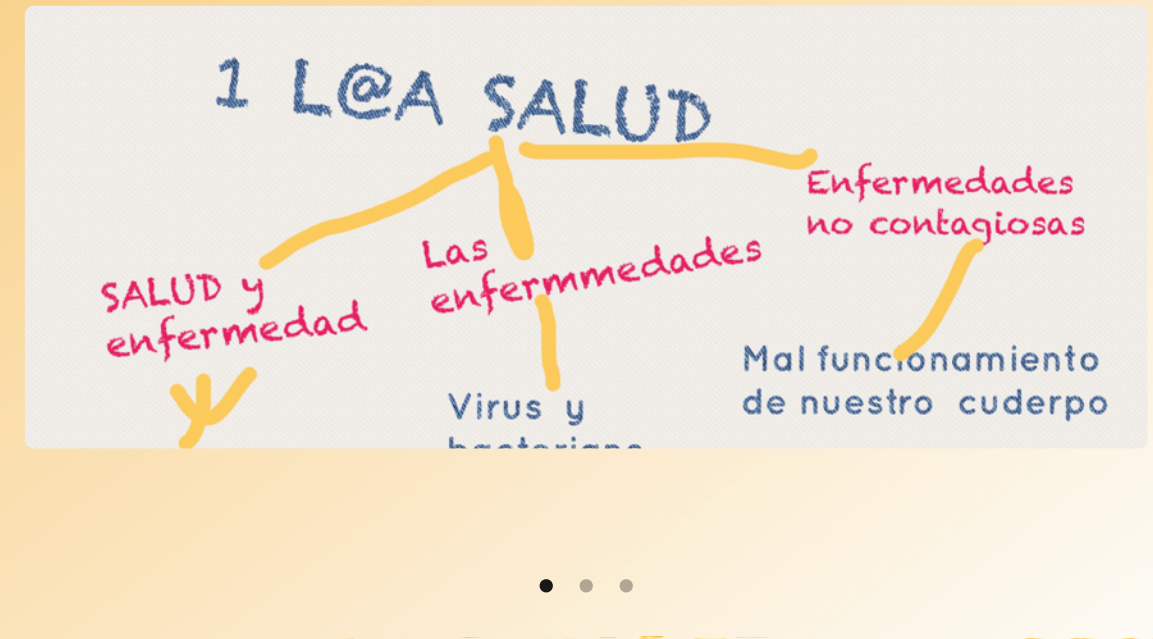 1 L@A SALUD
Enfermedades
no contagiosas
Las
enfermmedades
SALUD y
enfermedad
Mal funcionamiento
de nuestro cuderpo
Virus y